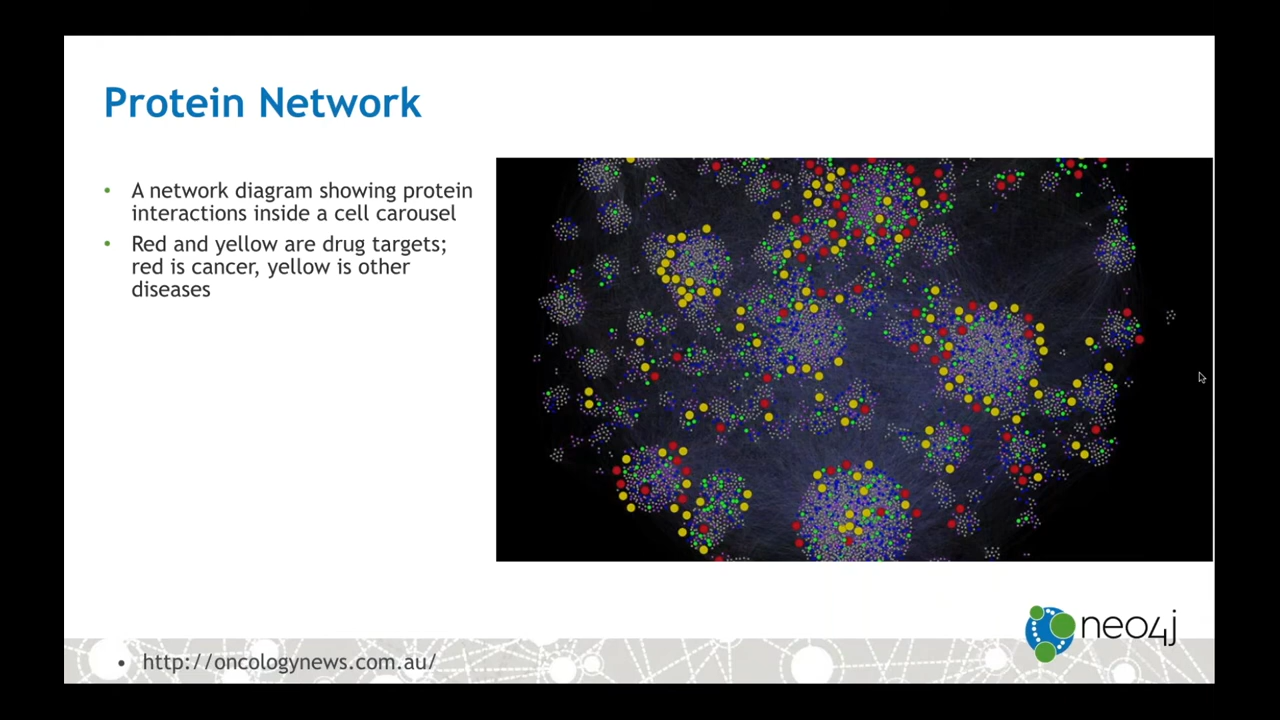 Protein Network
• A network diagram showing protein
interactions inside a cell carousel
• Red and yellow are drug targets;
red is cancer, yellow is other
diseases
neo4j
• http://oncologynews.com.au/